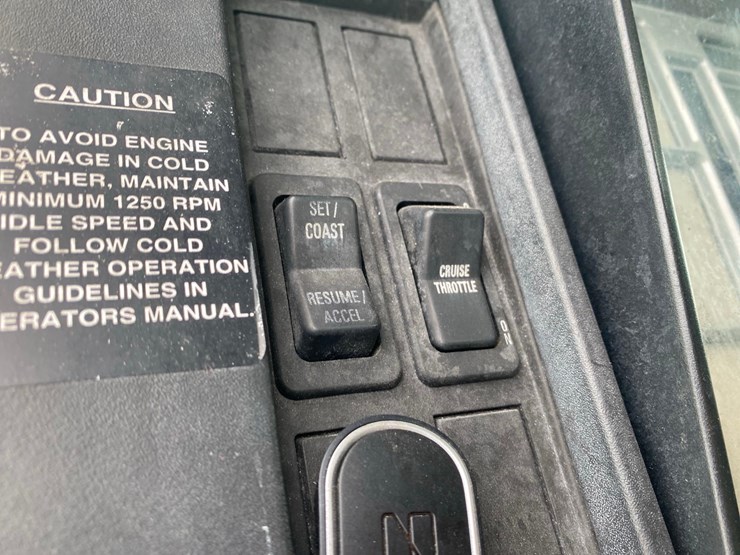 CAUTION
TO AVOID ENGINE
DAMAGE IN COLD
EATHER, MAINTAIN
MINIMUM 1250 RPM
IDLE SPEED AND
FOLLOW COLD
EATHER OPERATION
GUIDELINES IN
ERATORS MANUAL.
SET/
COAST
RESUME/
ACCEL
CRUISE
THROTTLE
ON
N